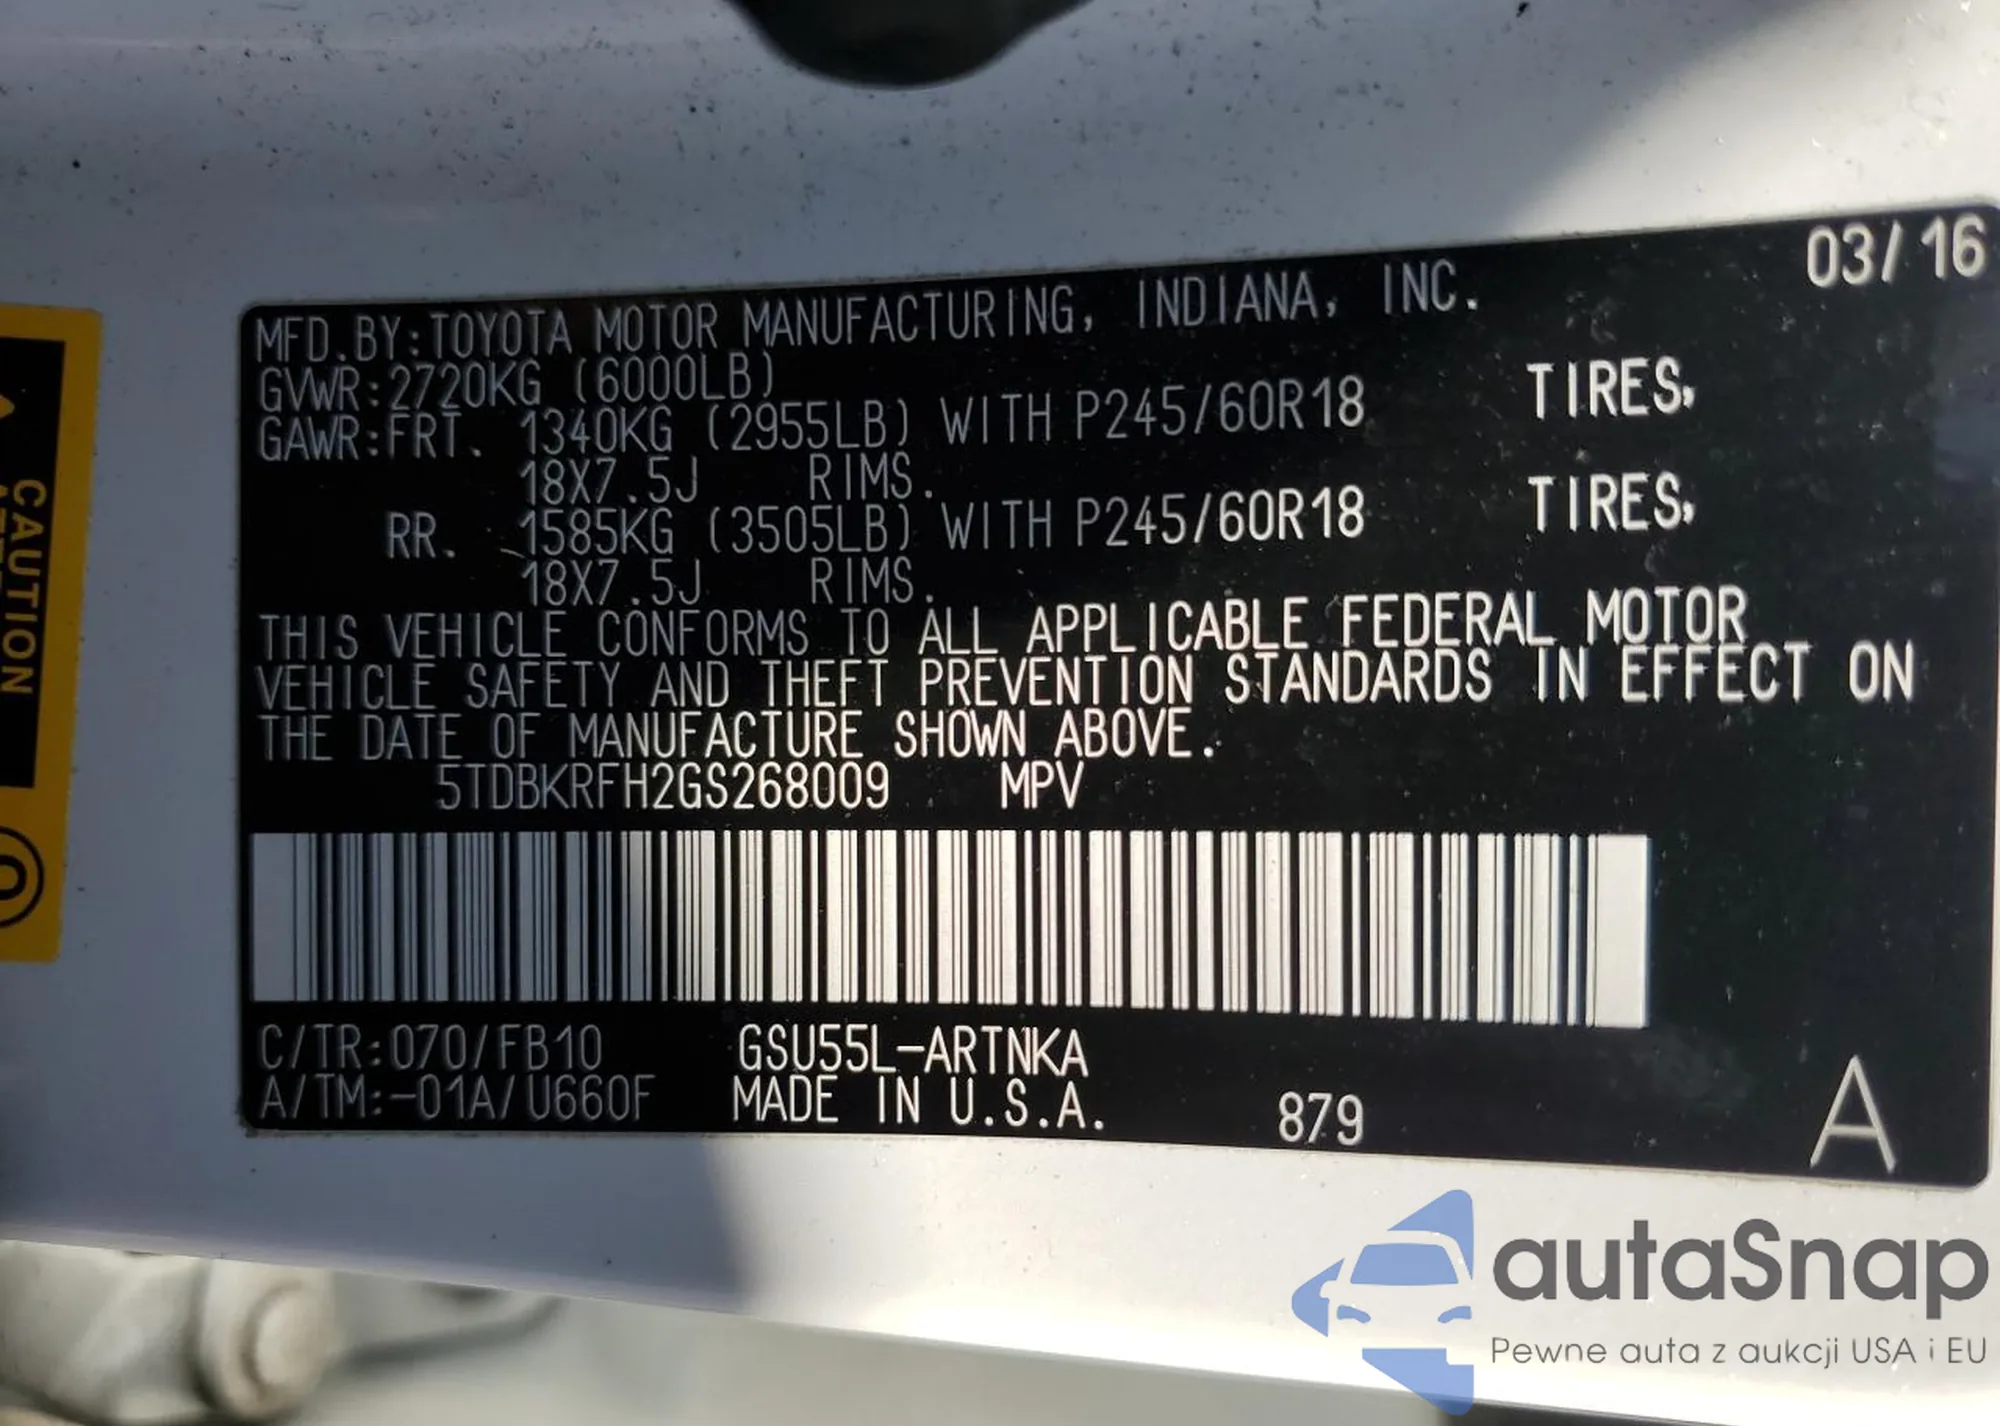 03/16
MFD.BY:TOYOTA MOTOR MANUFACTURING, INDIANA, INC.
GVWR:2720KG (6000LB)
GAWR:FRT. 1340KG (2955LB) WITH P245/60R18 TIRES,
18X7.5J RIMS.
RR. 1585KG (3505LB) WITH P245/60R18 TIRES,
18X7.5J RIMS.
THIS VEHICLE CONFORMS TO ALL APPLICABLE FEDERAL MOTOR
VEHICLE SAFETY AND THEFT PREVENTION STANDARDS IN EFFECT ON
THE DATE OF MANUFACTURE SHOWN ABOVE.
5TDBKRFH2GS268009 MPV
C/TR:070/FB10 GSU55L-ARTNKA
A/TM:-01A/U660F MADE IN U.S.A. 879 A
CAUTION
autaSnap
Pewne auta z aukcji USA i EU